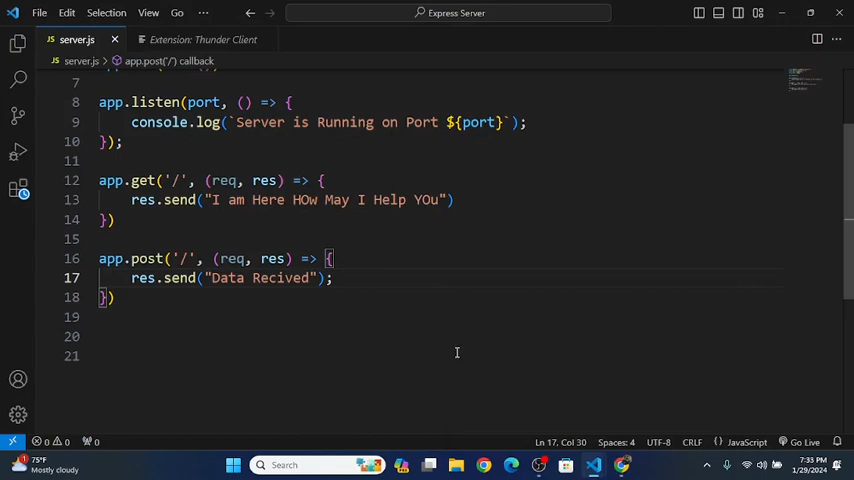 File Edit Selection View Go ··· Express Server
server.js Extension: Thunder Client
server.js > app.post('/') callback
7
8 app.listen(port, () => {
9 console.log(`Server is Running on Port ${port}`);
10 });
11
12 app.get('/', (req, res) => {
13 res.send("I am Here HOw May I Help YOu")
14 })
15
16 app.post('/', (req, res) => {
17 res.send("Data Recived");
18 })
19
20
21
0 0 0 Ln 17, Col 30 Spaces: 4 UTF-8 CRLF {} JavaScript Go Live
1 75°F Search 7:33 PM
Mostly cloudy 1/29/2024